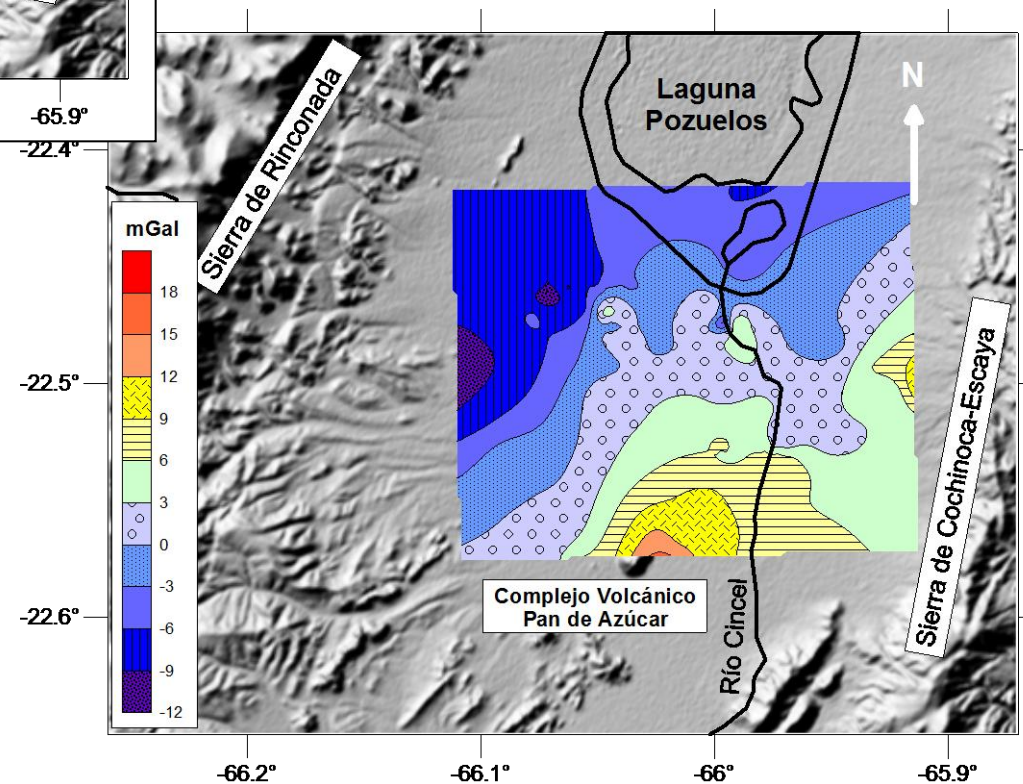 -65.9°
-22.4°
-22.5°
-22.6°
-66.2°
-66.1°
-66°
-65.9°
Sierra de Rinconada
Laguna
Pozuelos
N
mGal
18
15
12
9
6
3
0
-3
-6
-9
-12
Sierra de Cochinoca-Escaya
Complejo Volcánico
Pan de Azúcar
Río Cincel